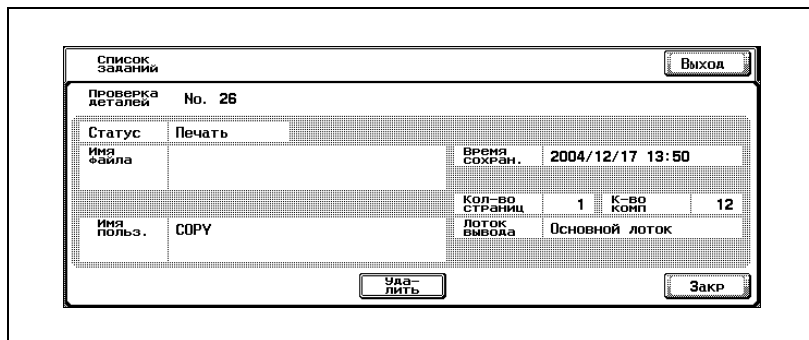 Список
заданий
Выход
Проверка
деталей No. 26
Статус Печать
Имя
файла
Время
сохран. 2004/12/17 13:50
Кол-во
страниц 1 К-во
комп 12
Имя
польз. COPY
Лоток
вывода Основной лоток
Уда-
лить
Закр